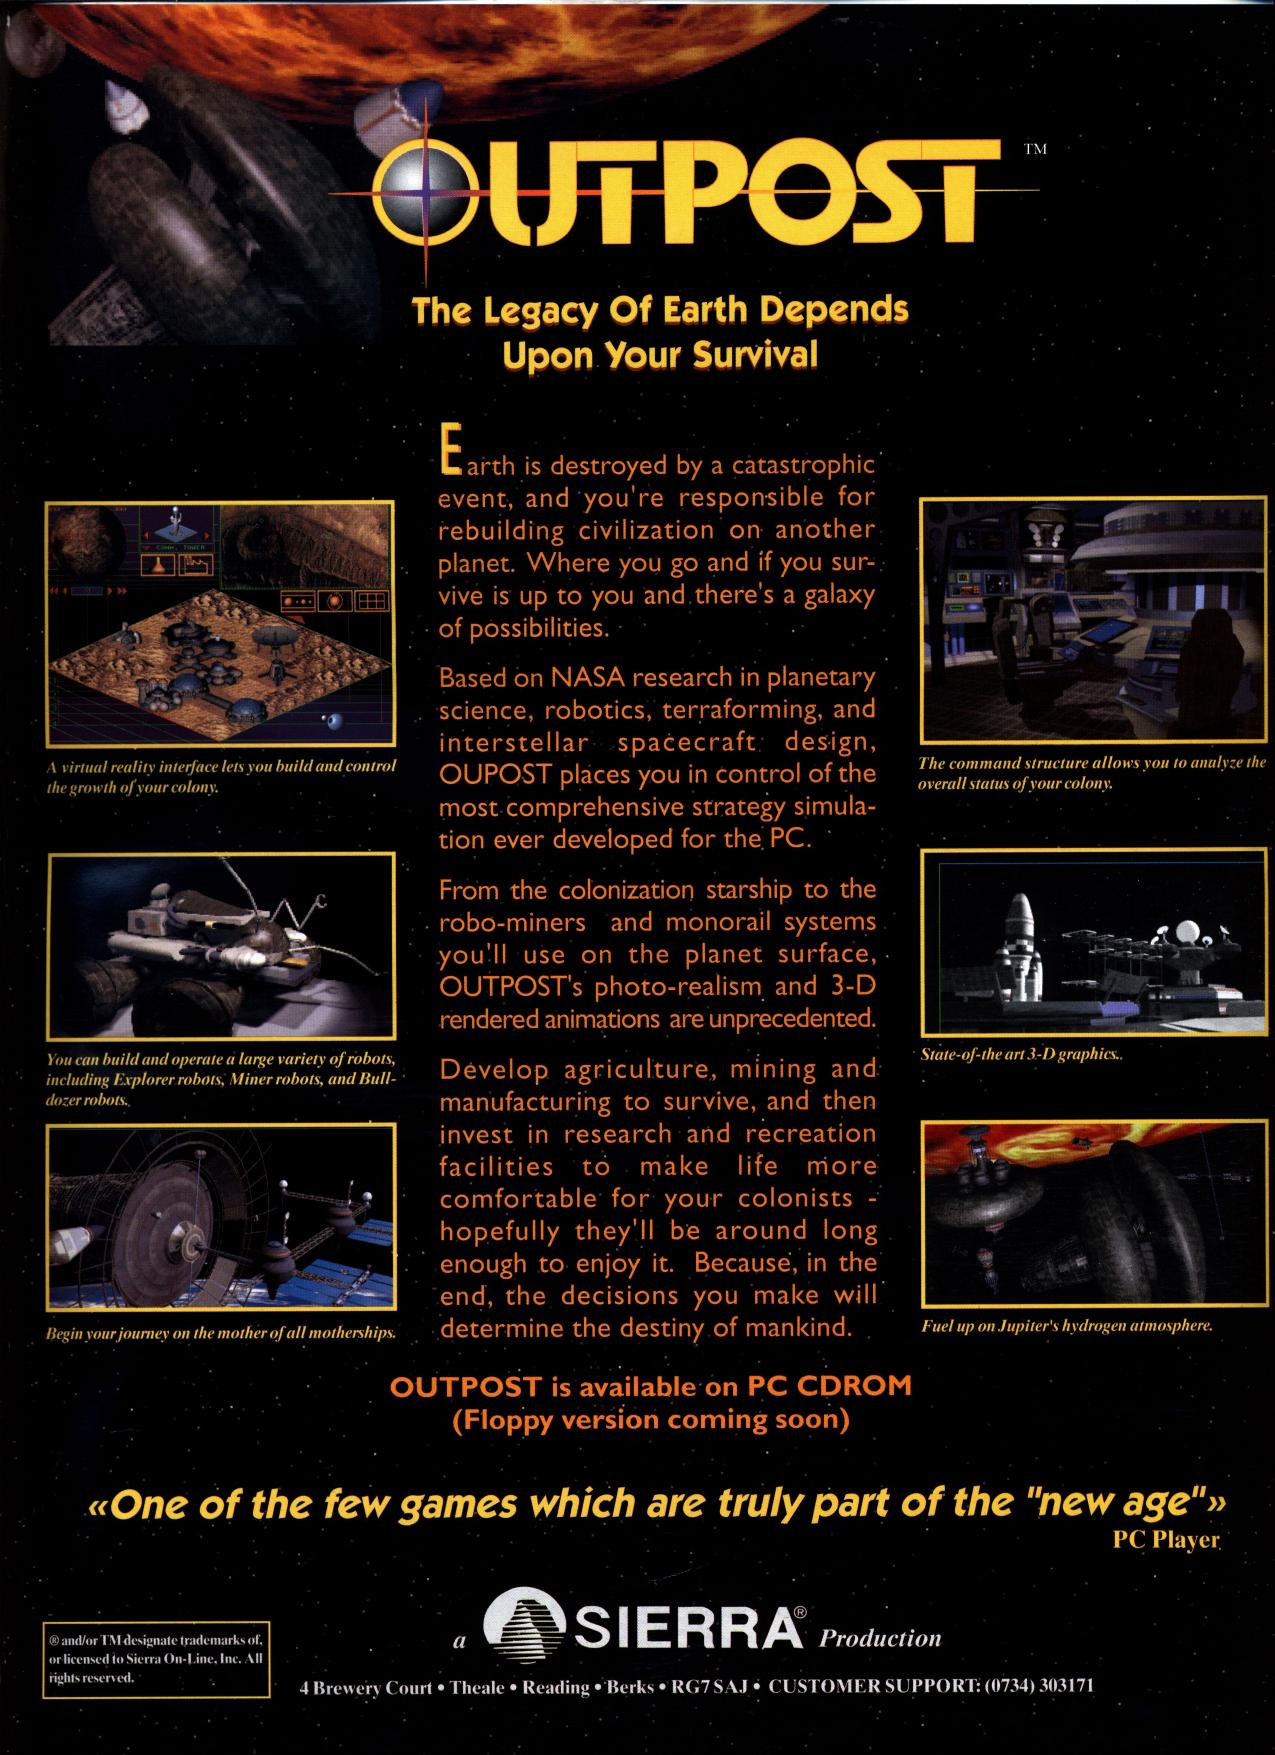 OUTPOST TM
The Legacy Of Earth Depends
Upon Your Survival
Earth is destroyed by a catastrophic
event, and you're responsible for
rebuilding civilization on another
planet. Where you go and if you sur-
vive is up to you and there's a galaxy
of possibilities.
Based on NASA research in planetary
science, robotics, terraforming, and
interstellar spacecraft design,
OUPOST places you in control of the
most comprehensive strategy simula-
tion ever developed for the PC.
From the colonization starship to the
robo-miners and monorail systems
you'll use on the planet surface,
OUTPOST's photo-realism and 3-D
rendered animations are unprecedented.
Develop agriculture, mining and
manufacturing to survive, and then
invest in research and recreation
facilities to make life more
comfortable for your colonists -
hopefully they'll be around long
enough to enjoy it. Because, in the
end, the decisions you make will
determine the destiny of mankind.
COMM. TOWER
A virtual reality interface lets you build and control
the growth of your colony.
You can build and operate a large variety of robots,
including Explorer robots, Miner robots, and Bull-
dozer robots.
Begin your journey on the mother of all motherships.
The command structure allows you to analyze the
overall status of your colony.
State-of-the art 3-D graphics..
Fuel up on Jupiter's hydrogen atmosphere.
OUTPOST is available on PC CDROM
(Floppy version coming soon)
«One of the few games which are truly part of the "new age"»
PC Player
® and/or TM designate trademarks of,
or licensed to Sierra On-Line, Inc. All
rights reserved.
a SIERRA® Production
4 Brewery Court • Theale • Reading • Berks • RG7 5AJ • CUSTOMER SUPPORT: (0734) 303171